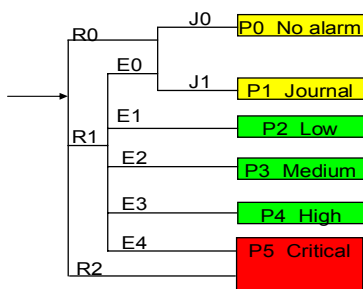 R0
J0
P0 No alarm
E0
J1
P1 Journal
E1
P2 Low
R1
E2
P3 Medium
E3
P4 High
E4
P5 Critical
R2